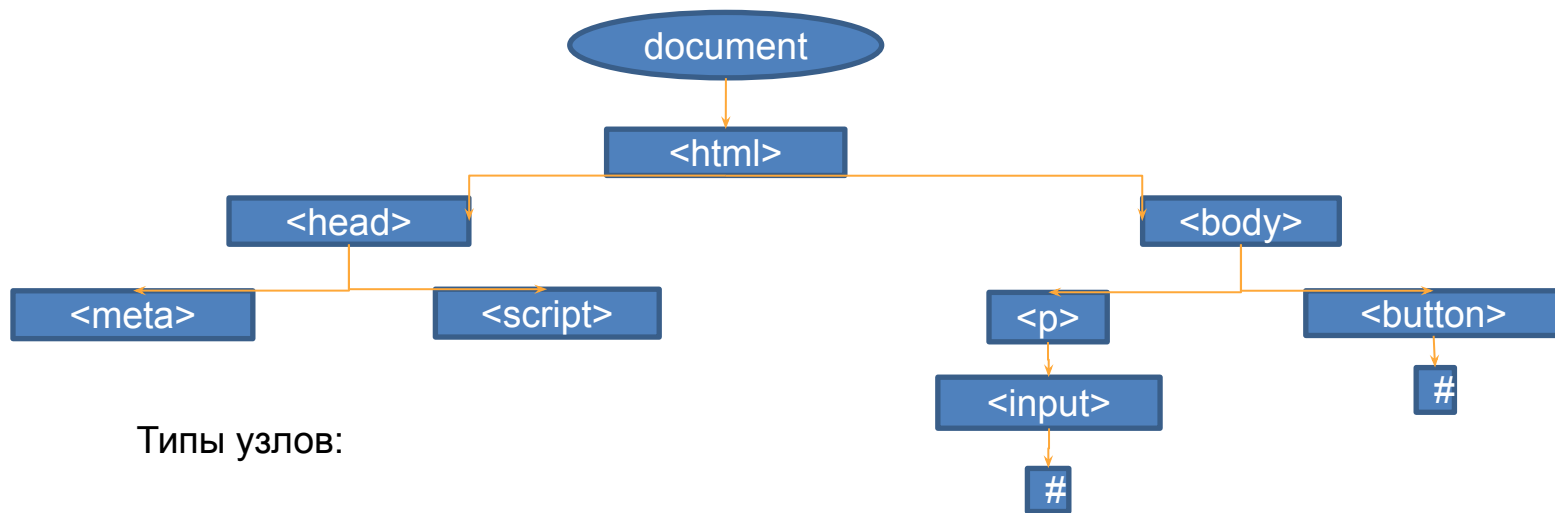 document
<html>
<head>
<body>
<meta>
<script>
<p>
<button>
<input>
#
Типы узлов:
#